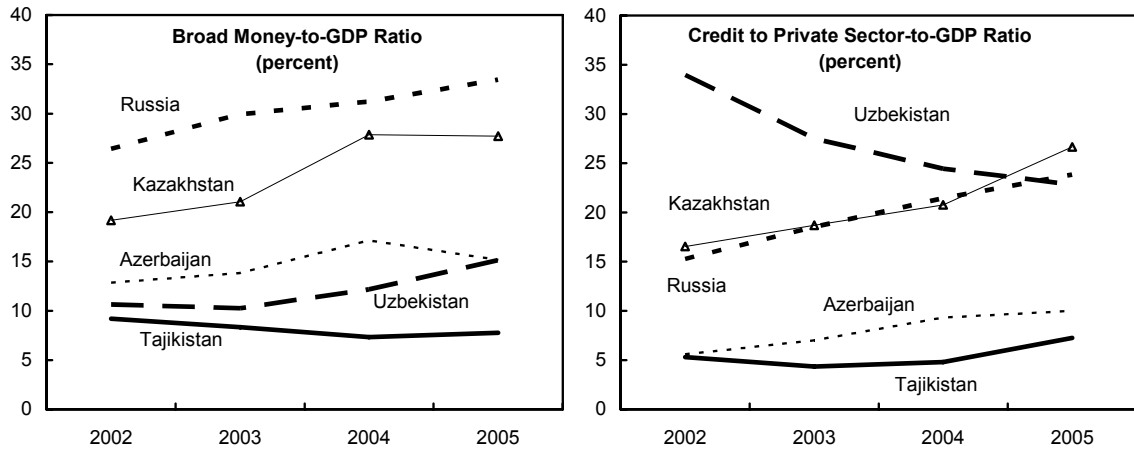 Broad Money-to-GDP Ratio
(percent)
40
35
30
25
20
15
10
5
0
Russia
Kazakhstan
Azerbaijan
Uzbekistan
Tajikistan
2002 2003 2004 2005
Credit to Private Sector-to-GDP Ratio
(percent)
40
35
30
25
20
15
10
5
0
Uzbekistan
Kazakhstan
Russia
Azerbaijan
Tajikistan
2002 2003 2004 2005